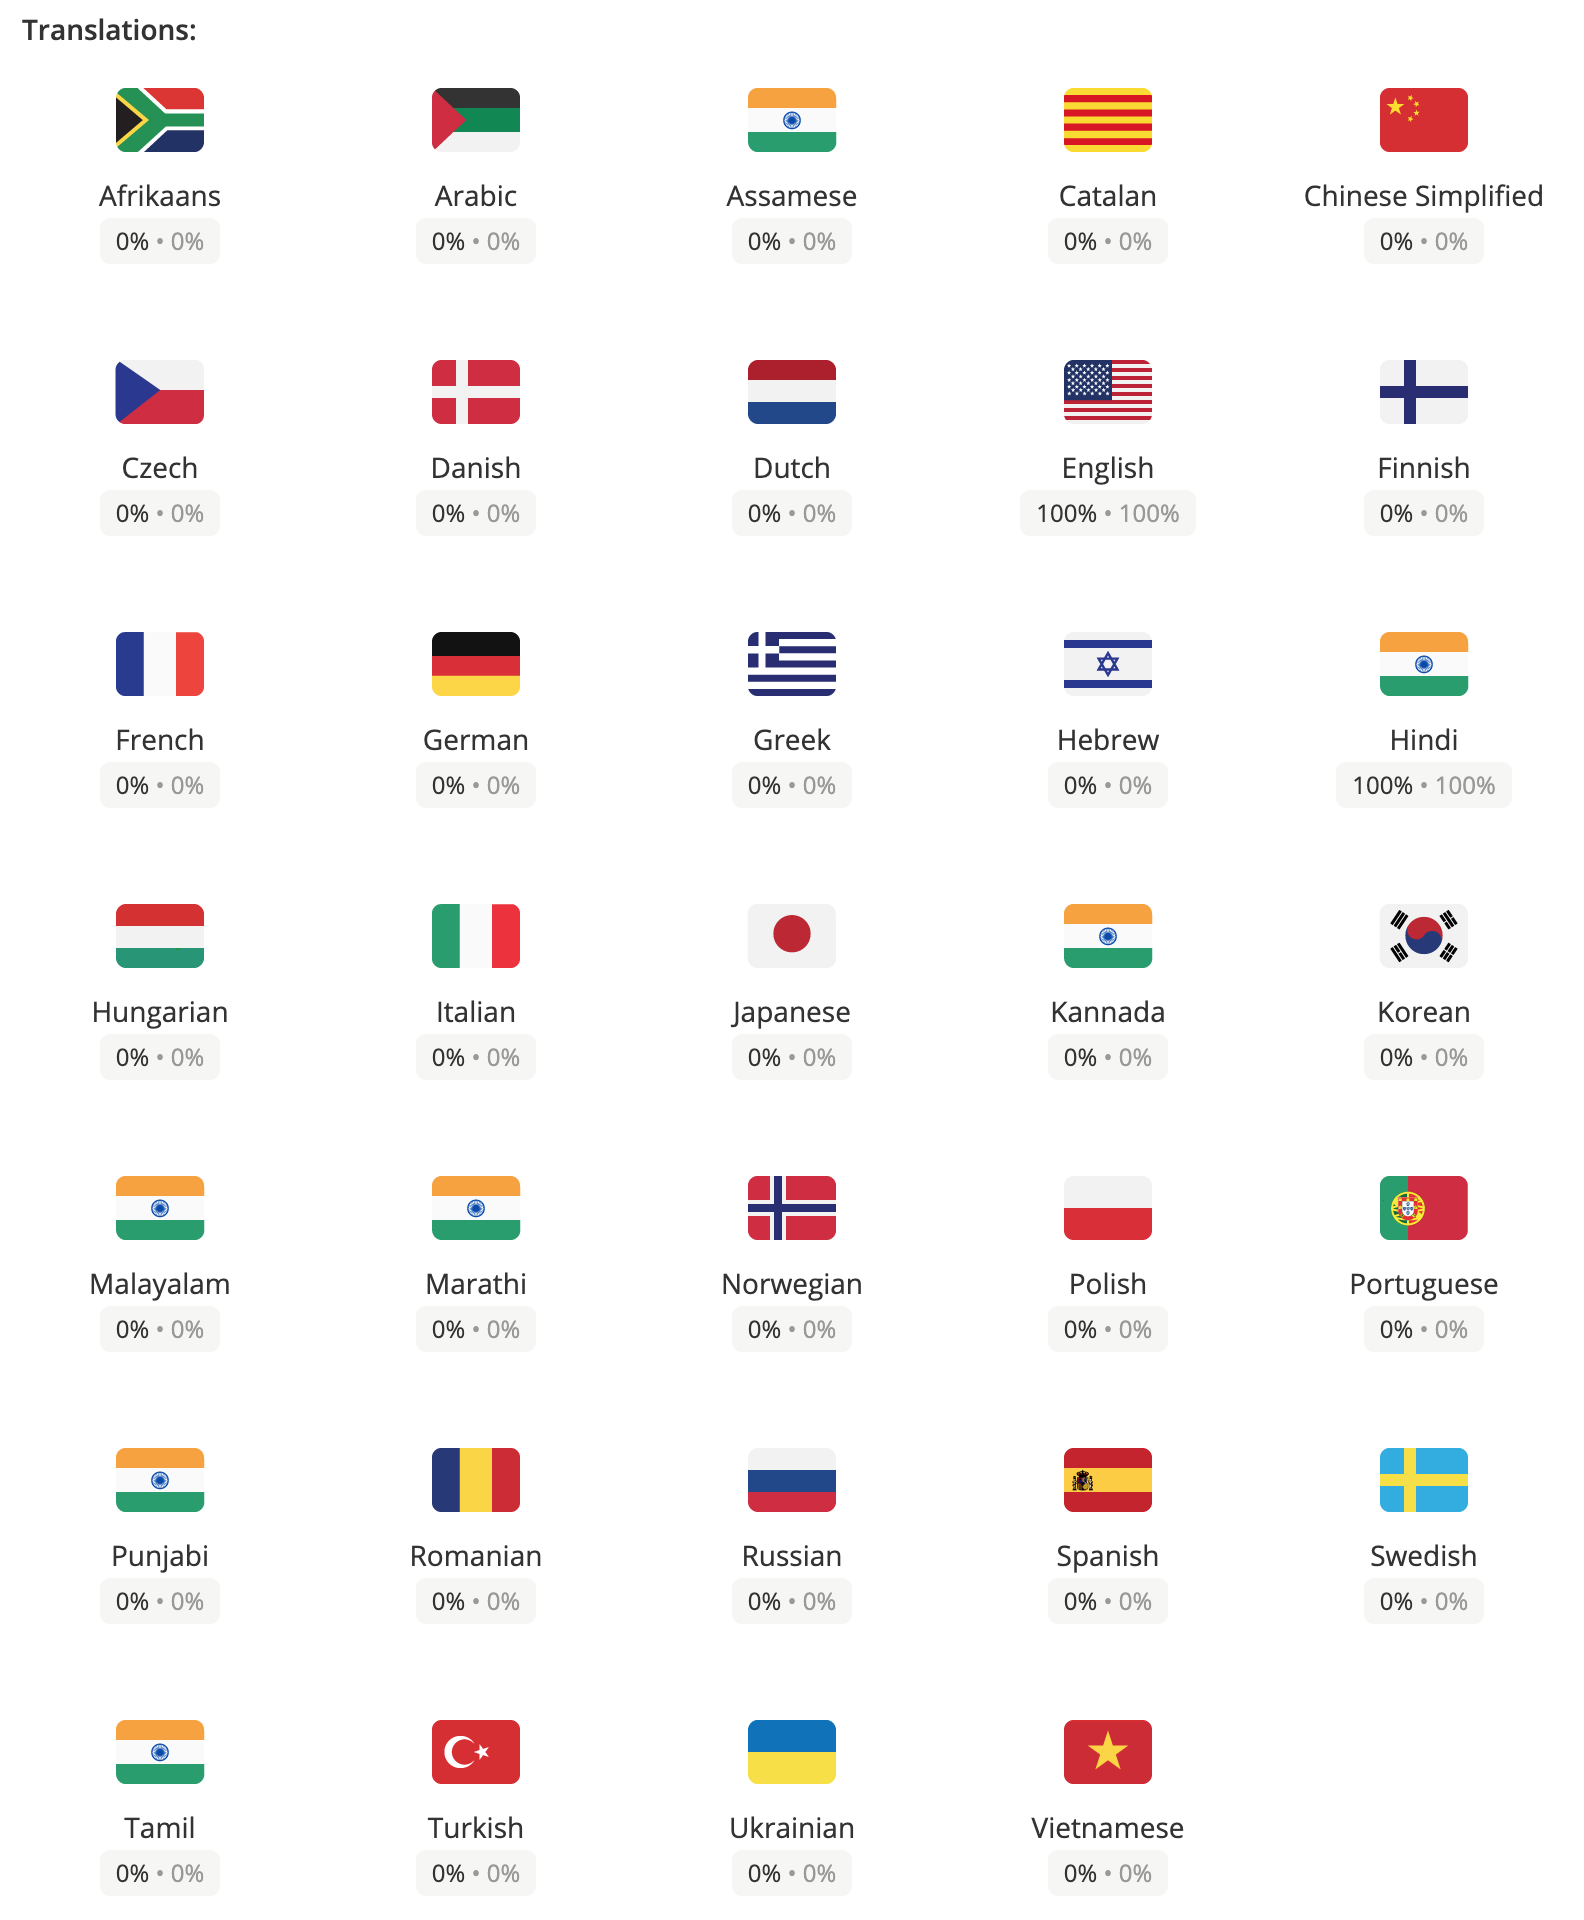 Translations:
Afrikaans
0% • 0%
Arabic
0% • 0%
Assamese
0% • 0%
Catalan
0% • 0%
Chinese Simplified
0% • 0%
Czech
0% • 0%
Danish
0% • 0%
Dutch
0% • 0%
English
100% • 100%
Finnish
0% • 0%
French
0% • 0%
German
0% • 0%
Greek
0% • 0%
Hebrew
0% • 0%
Hindi
100% • 100%
Hungarian
0% • 0%
Italian
0% • 0%
Japanese
0% • 0%
Kannada
0% • 0%
Korean
0% • 0%
Malayalam
0% • 0%
Marathi
0% • 0%
Norwegian
0% • 0%
Polish
0% • 0%
Portuguese
0% • 0%
Punjabi
0% • 0%
Romanian
0% • 0%
Russian
0% • 0%
Spanish
0% • 0%
Swedish
0% • 0%
Tamil
0% • 0%
Turkish
0% • 0%
Ukrainian
0% • 0%
Vietnamese
0% • 0%